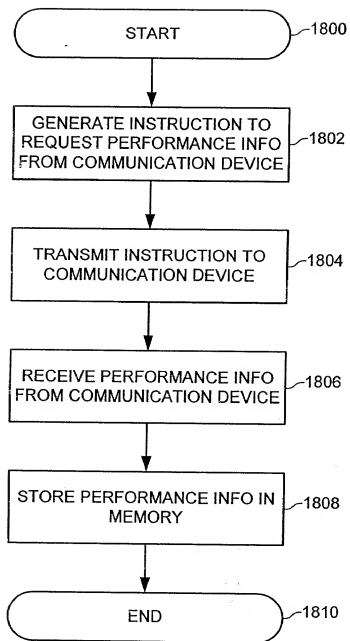 START
1800
GENERATE INSTRUCTION TO
REQUEST PERFORMANCE INFO
FROM COMMUNICATION DEVICE
1802
TRANSMIT INSTRUCTION TO
COMMUNICATION DEVICE
1804
RECEIVE PERFORMANCE INFO
FROM COMMUNICATION DEVICE
1806
STORE PERFORMANCE INFO IN
MEMORY
1808
END
1810